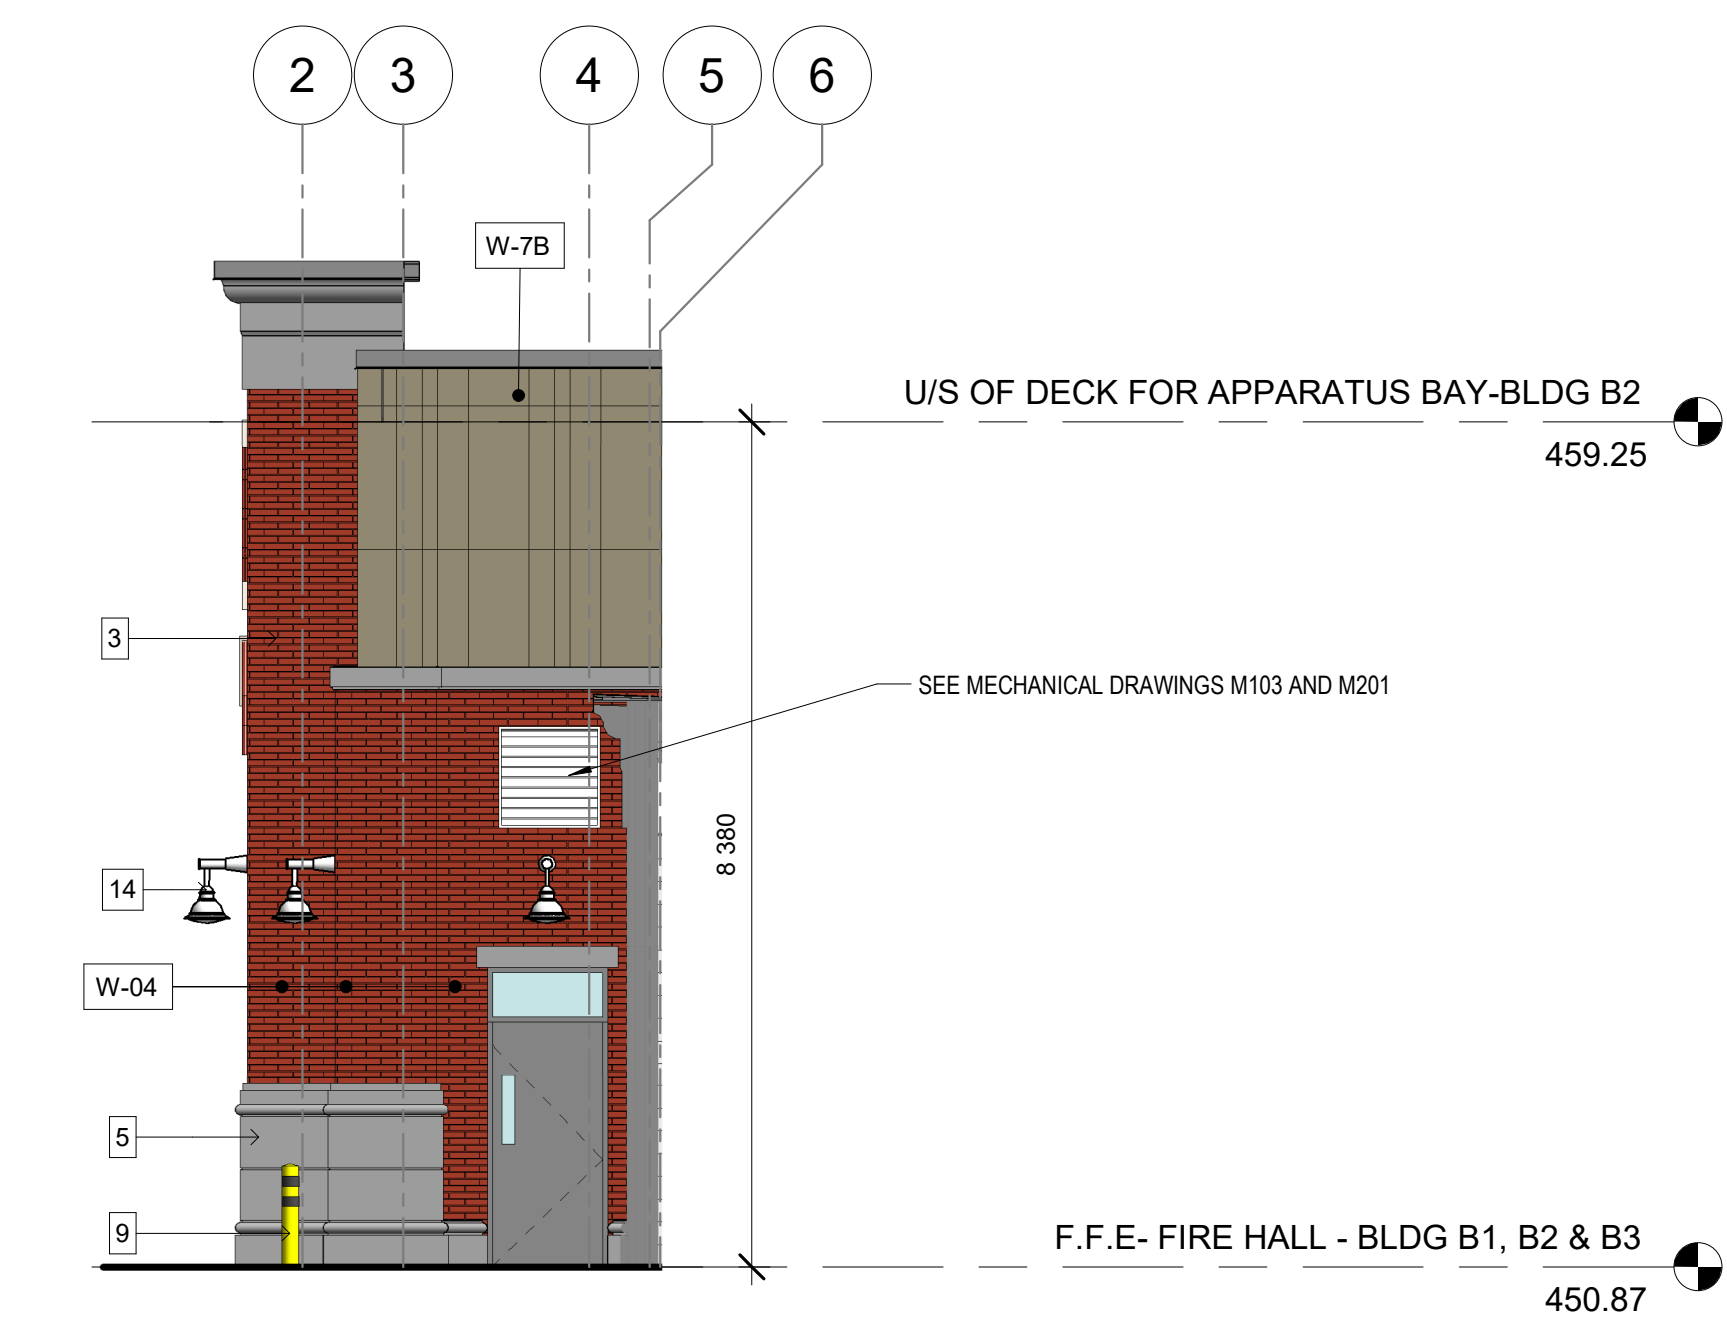 2 3 4 5 6
W-7B
U/S OF DECK FOR APPARATUS BAY-BLDG B2
459.25
3
SEE MECHANICAL DRAWINGS M103 AND M201
8 380
14
W-04
5
9
F.F.E- FIRE HALL - BLDG B1, B2 & B3
450.87